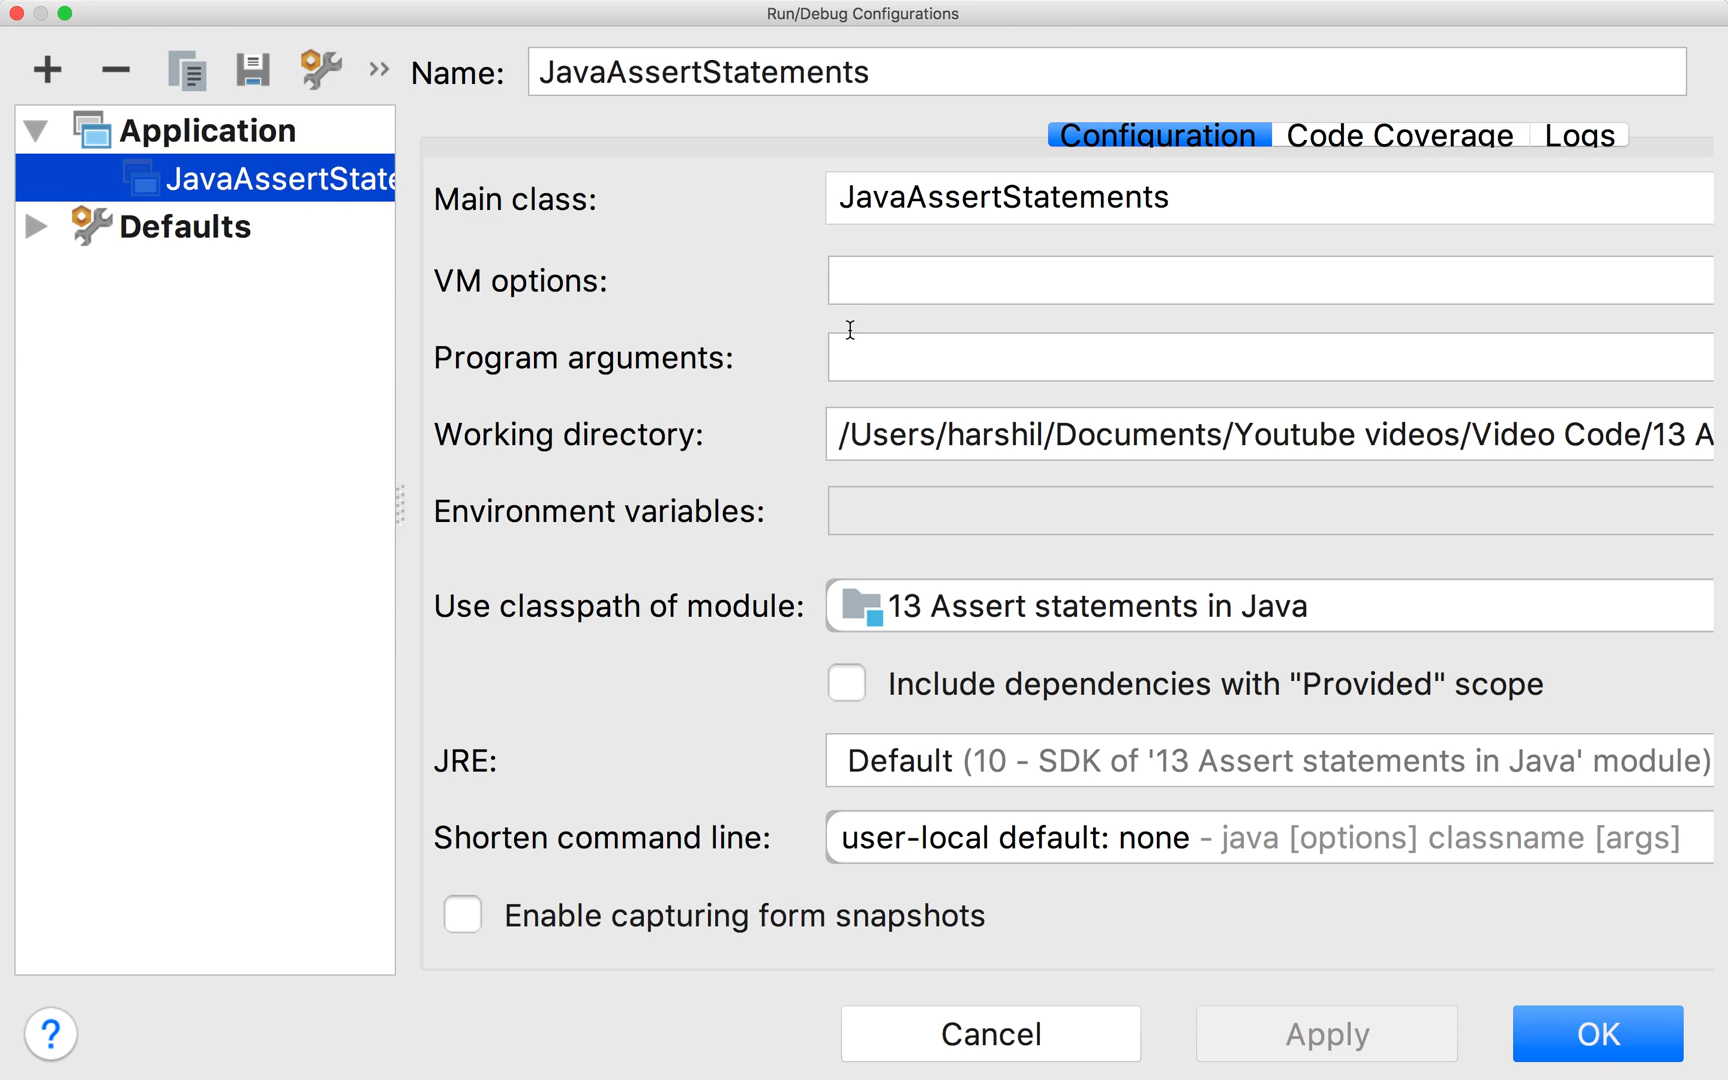 Run/Debug Configurations
Name: JavaAssertStatements
Application
JavaAssertState
Defaults
Configuration Code Coverage Logs
Main class: JavaAssertStatements
VM options:
Program arguments:
Working directory: /Users/harshil/Documents/Youtube videos/Video Code/13 A
Environment variables:
Use classpath of module: 13 Assert statements in Java
Include dependencies with "Provided" scope
JRE: Default (10 - SDK of '13 Assert statements in Java' module)
Shorten command line: user-local default: none - java [options] classname [args]
Enable capturing form snapshots
? Cancel Apply OK